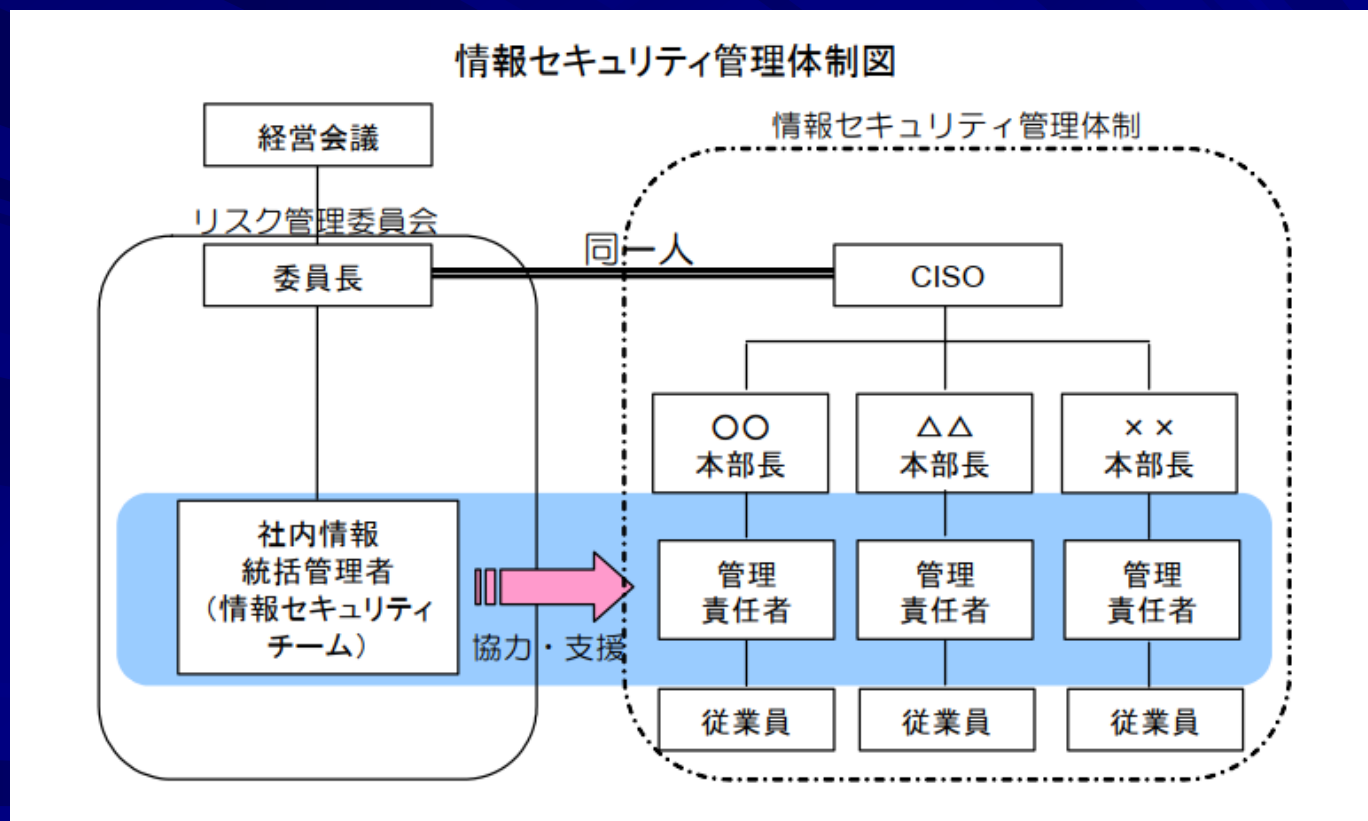 情報セキュリティ管理体制図
経営会議
情報セキュリティ管理体制
リスク管理委員会
同一人
委員長
CISO
〇〇
本部長
△△
本部長
××
本部長
社内情報
統括管理者
（情報セキュリティ
チーム）
協力・支援
管理
責任者
管理
責任者
管理
責任者
従業員
従業員
従業員